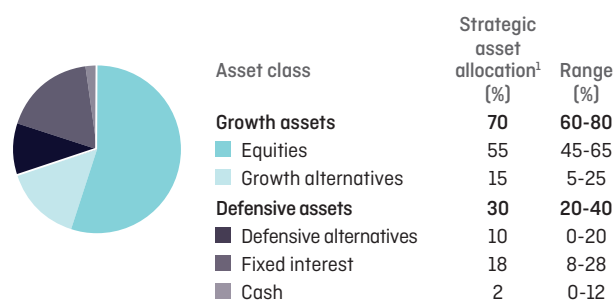 Strategic
asset
Asset class allocation¹ Range
(%) (%)
Growth assets 70 60-80
Equities 55 45-65
Growth alternatives 15 5-25
Defensive assets 30 20-40
Defensive alternatives 10 0-20
Fixed interest 18 8-28
Cash 2 0-12